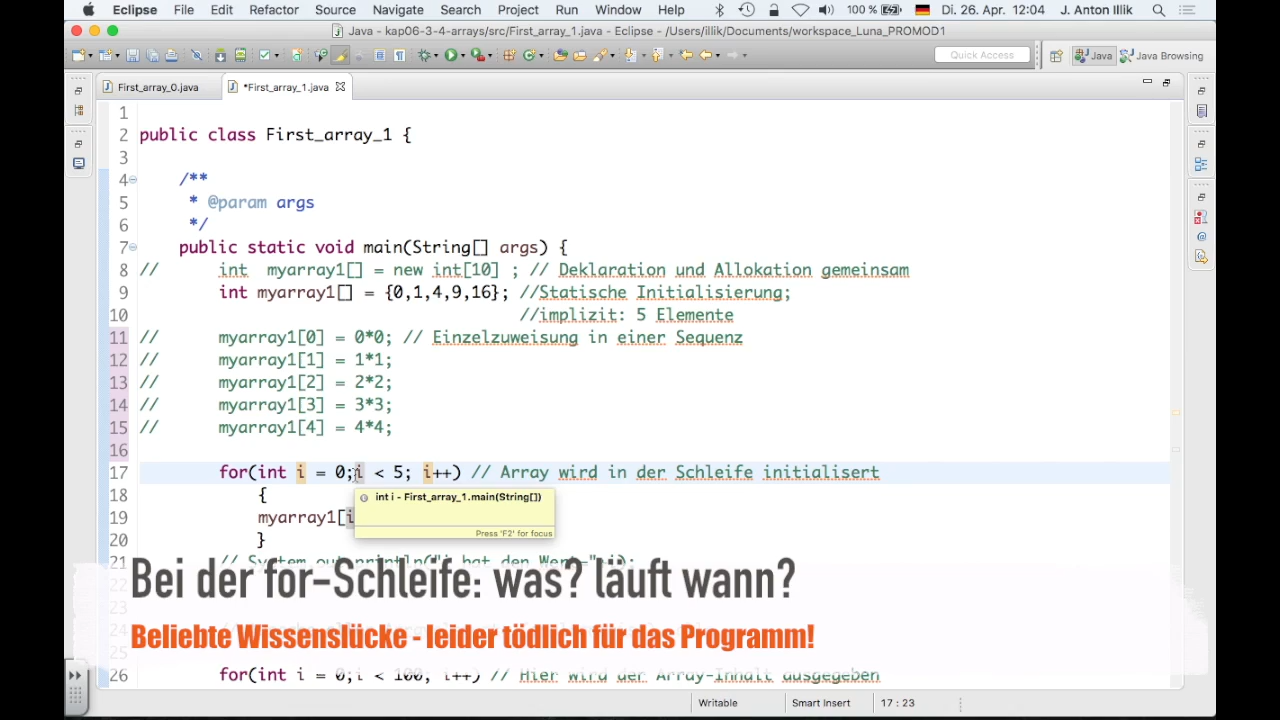 Eclipse File Edit Refactor Source Navigate Search Project Run Window Help 100 % Di. 26. Apr. 12:04 J. Anton Illik
Java - kap06-3-4-arrays/src/First_array_1.java - Eclipse - /Users/illik/Documents/workspace_Luna_PROMOD1
Quick Access Java Java Browsing
First_array_0.java *First_array_1.java
1
2 public class First_array_1 {
3
4 /**
5 * @param args
6 */
7 public static void main(String[] args) {
8 // int myarray1[] = new int[10] ; // Deklaration und Allokation gemeinsam
9 int myarray1[] = {0,1,4,9,16}; //Statische Initialisierung;
10 //implizit: 5 Elemente
11 // myarray1[0] = 0*0; // Einzelzuweisung in einer Sequenz
12 // myarray1[1] = 1*1;
13 // myarray1[2] = 2*2;
14 // myarray1[3] = 3*3;
15 // myarray1[4] = 4*4;
16
17 for(int i = 0;i < 5; i++) // Array wird in der Schleife initialisert
18 {
int i - First_array_1.main(String[])
19 myarray1[i
Press 'F2' for focus
20 }
21 // System.out.println("i hat den Wert="+i);
Bei der for-Schleife: was? läuft wann?
Beliebte Wissenslücke - leider tödlich für das Programm!
26 for(int i = 0;i < 100, i++) // Hier wird der Array-Inhalt ausgegeben
Writable Smart Insert 17 : 23